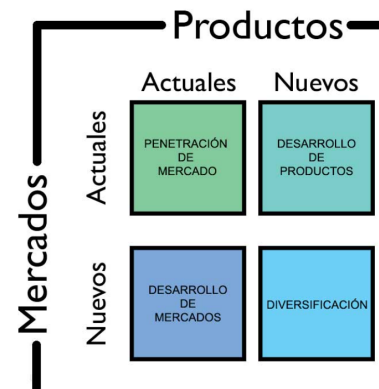 Productos
Actuales Nuevos
Mercados
Actuales
PENETRACIÓN
DE
MERCADO
DESARROLLO
DE
PRODUCTOS
Nuevos
DESARROLLO
DE
MERCADOS
DIVERSIFICACIÓN